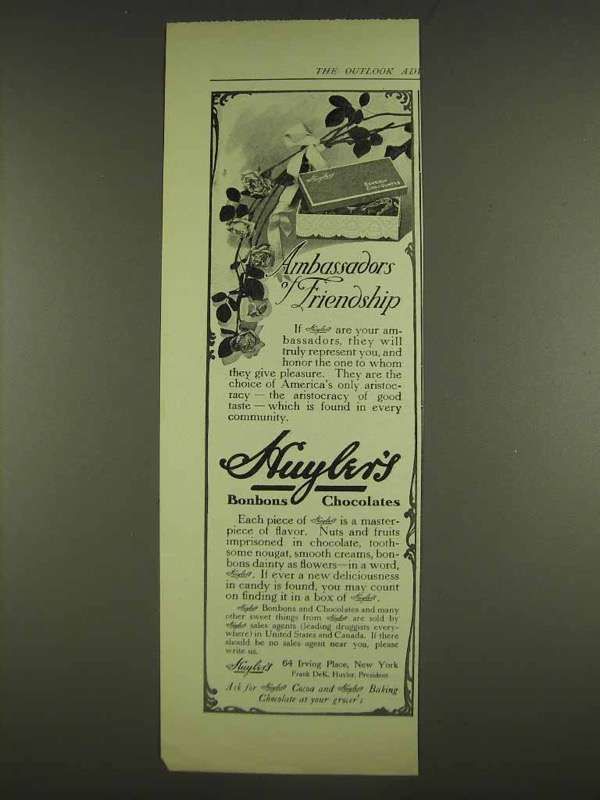 THE OUTLOOK AD
Huyler's
BONBONS
CHOCOLATES
Ambassadors
of Friendship
If Huyler's are your am-
bassadors, they will
truly represent you, and
honor the one to whom
they give pleasure. They are the
choice of America's only aristoc-
racy — the aristocracy of good
taste — which is found in every
community.
Huyler's
Bonbons Chocolates
Each piece of Huyler's is a master-
piece of flavor. Nuts and fruits
imprisoned in chocolate, tooth-
some nougat, smooth creams, bon-
bons dainty as flowers—in a word,
Huyler's. If ever a new deliciousness
in candy is found, you may count
on finding it in a box of Huyler's.
Huyler's Bonbons and Chocolates and many
other sweet things from Huyler's are sold by
Huyler's sales agents (leading druggists every-
where) in United States and Canada. If there
should be no sales agent near you, please
write us.
Huyler's 64 Irving Place, New York
Frank DeK. Huyler, President
Ask for Huyler's Cocoa and Huyler's Baking
Chocolate at your grocer's